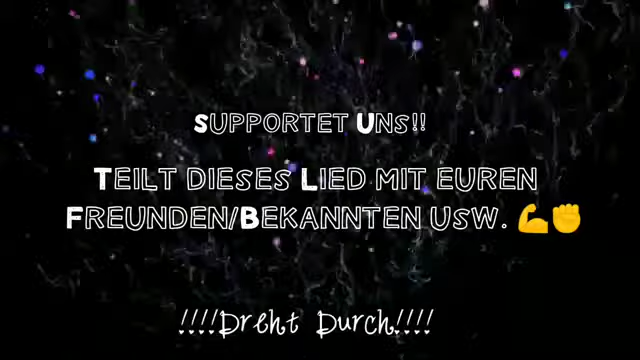 Supportet Uns!!
Teilt dieses Lied mit euren
Freunden/Bekannten usw. 💪✊
!!!!Dreht Durch!!!!